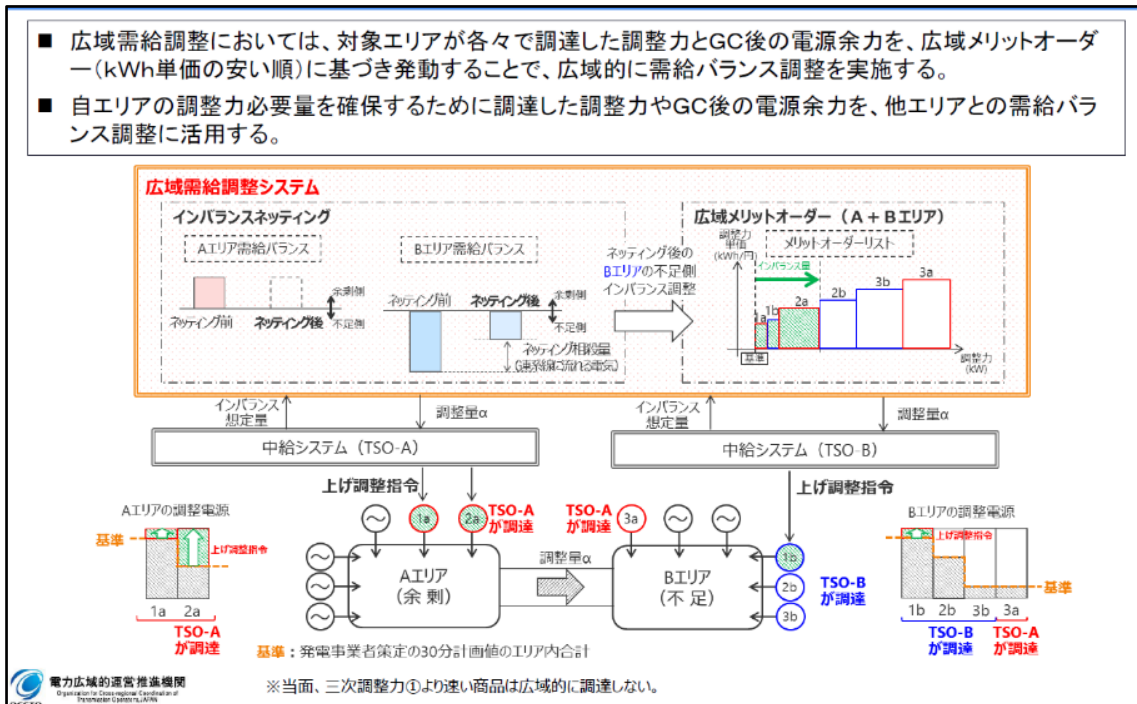 ■ 広域需給調整においては、対象エリアが各々で調達した調整力とGC後の電源余力を、広域メリットオーダ
ー(kWh単価の安い順)に基づき発動することで、広域的に需給バランス調整を実施する。
■ 自エリアの調整力必要量を確保するために調達した調整力やGC後の電源余力を、他エリアとの需給バラ
ンス調整に活用する。
広域需給調整システム
インバランスネッティング
Aエリア需給バランス
Bエリア需給バランス
余剰側
不足側
ネッティング前
ネッティング後
ネッティング前
ネッティング後
余剰側
不足側
ネッティング相殺量
(連系線に流れる電気)
ネッティング後の
Bエリアの不足側
インバランス調整
広域メリットオーダー(A+Bエリア)
調整力
単価
(kWh/円)
メリットオーダーリスト
インバランス量
1a
1b
2a
2b
3b
3a
基準
調整力
(kW)
インバランス
想定量
調整量α
インバランス
想定量
調整量α
中給システム(TSO-A)
中給システム(TSO-B)
上げ調整指令
上げ調整指令
Aエリアの調整電源
基準
上げ調整指令
1a 2a
TSO-A
が調達
1a
2a
TSO-A
が調達
Aエリア
(余剰)
調整量α
TSO-A
が調達
3a
Bエリア
(不足)
1b
2b
3b
TSO-B
が調達
Bエリアの調整電源
上げ調整指令
基準
1b 2b 3b 3a
TSO-B
が調達
TSO-A
が調達
基準:発電事業者策定の30分計画値のエリア内合計
電力広域的運営推進機関
Organization for Cross-regional Coordination of
Transmission Operators, JAPAN
※当面、三次調整力①より速い商品は広域的に調達しない。